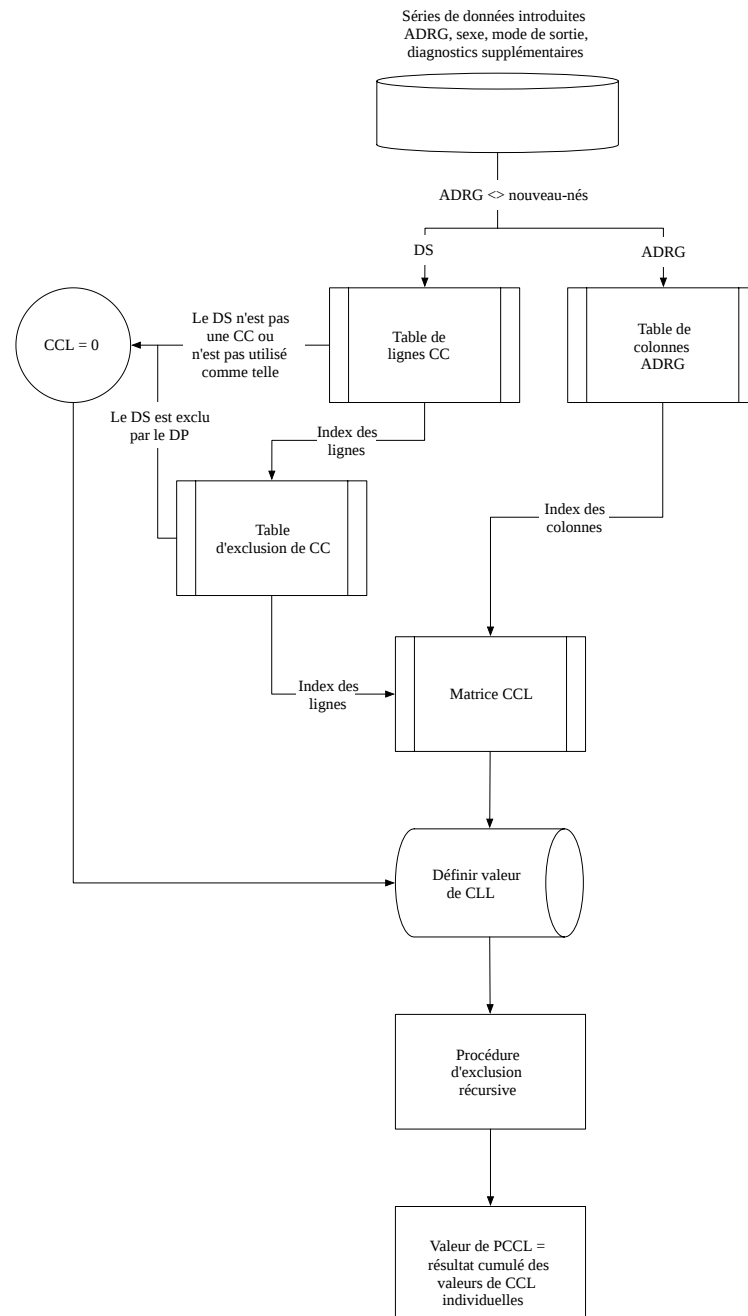 Séries de données introduites
ADRG, sexe, mode de sortie,
diagnostics supplémentaires
ADRG <> nouveau-nés
DS
ADRG
CCL = 0
Le DS n'est pas
une CC ou
n'est pas utilisé
comme telle
Table de
lignes CC
Table de
colonnes
ADRG
Le DS est exclu
par le DP
Index des
lignes
Table
d'exclusion de CC
Index des
colonnes
Index des
lignes
Matrice CCL
Définir valeur
de CLL
Procédure
d'exclusion
récursive
Valeur de PCCL =
résultat cumulé des
valeurs de CCL
individuelles